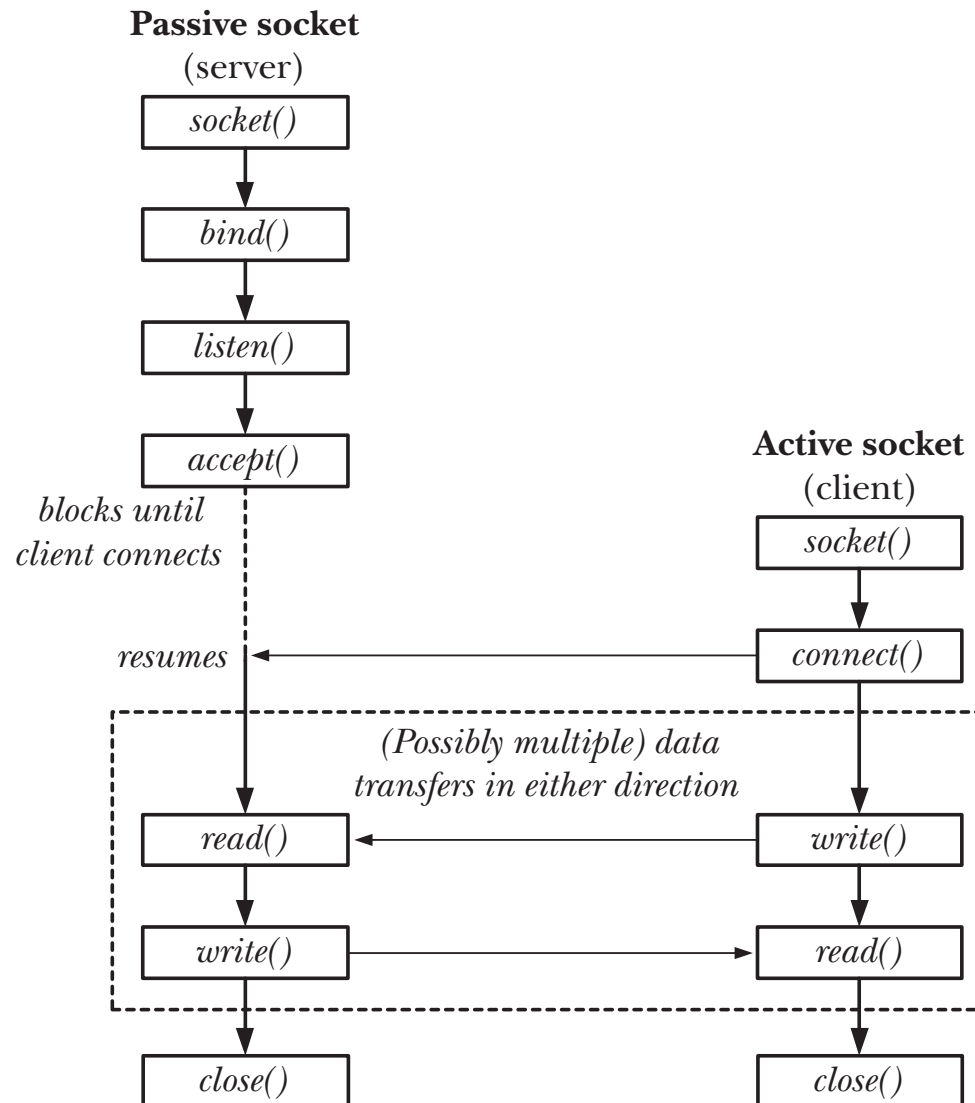 Passive socket
(server)
socket()
bind()
listen()
accept()
blocks until
client connects
resumes
Active socket
(client)
socket()
connect()
(Possibly multiple) data
transfers in either direction
read()
write()
write()
read()
close()
close()